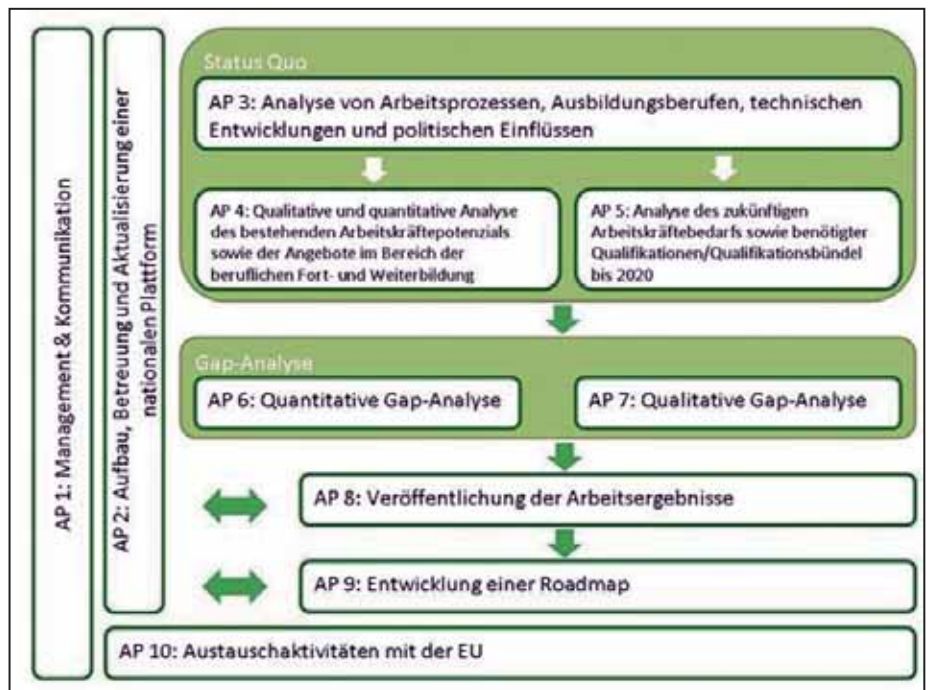 AP 1: Management & Kommunikation
AP 2: Aufbau, Betreuung und Aktualisierung einer
nationalen Plattform
Status Quo
AP 3: Analyse von Arbeitsprozessen, Ausbildungsberufen, technischen
Entwicklungen und politischen Einflüssen
AP 4: Qualitative und quantitative Analyse
des bestehenden Arbeitskräftepotenzials
sowie der Angebote im Bereich der
beruflichen Fort- und Weiterbildung
AP 5: Analyse des zukünftigen
Arbeitskräftebedarfs sowie benötigter
Qualifikationen/Qualifikationsbündel
bis 2020
Gap-Analyse
AP 6: Quantitative Gap-Analyse
AP 7: Qualitative Gap-Analyse
AP 8: Veröffentlichung der Arbeitsergebnisse
AP 9: Entwicklung einer Roadmap
AP 10: Austauschaktivitäten mit der EU